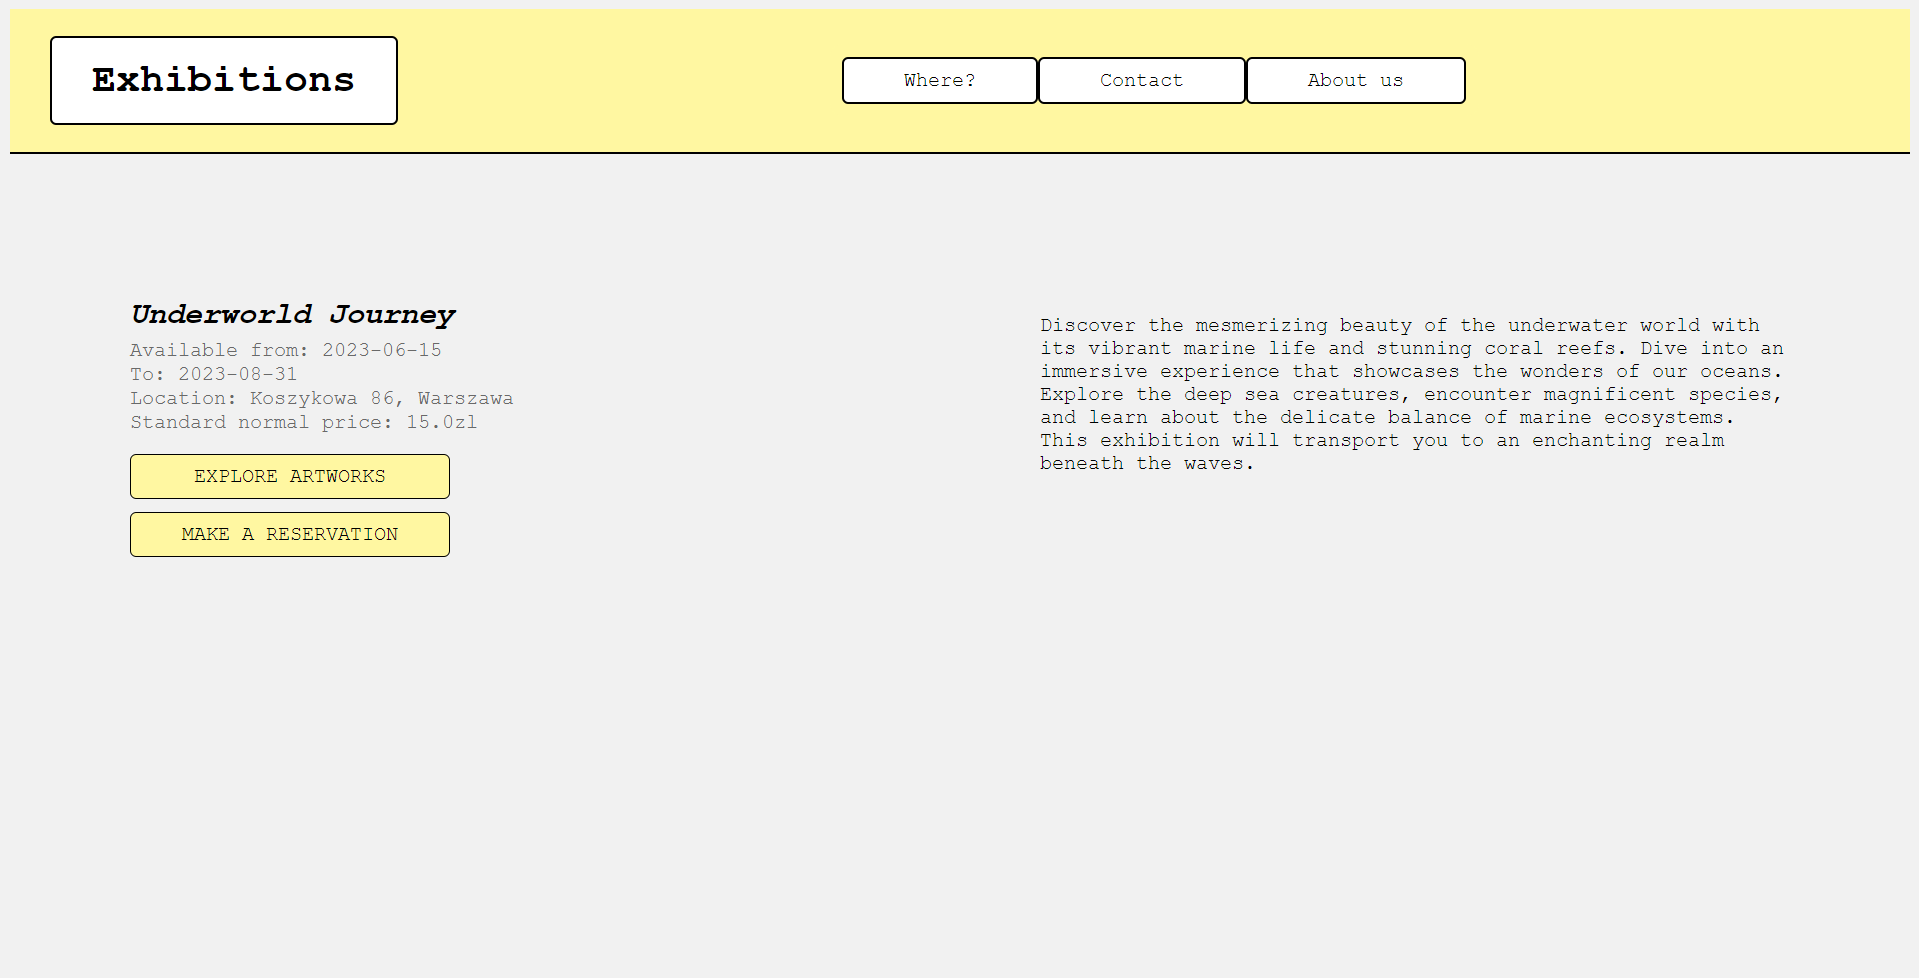 Exhibitions
Where?
Contact
About us
Underworld Journey
Available from: 2023-06-15
To: 2023-08-31
Location: Koszykowa 86, Warszawa
Standard normal price: 15.0zl
EXPLORE ARTWORKS
MAKE A RESERVATION
Discover the mesmerizing beauty of the underwater world with
its vibrant marine life and stunning coral reefs. Dive into an
immersive experience that showcases the wonders of our oceans.
Explore the deep sea creatures, encounter magnificent species,
and learn about the delicate balance of marine ecosystems.
This exhibition will transport you to an enchanting realm
beneath the waves.